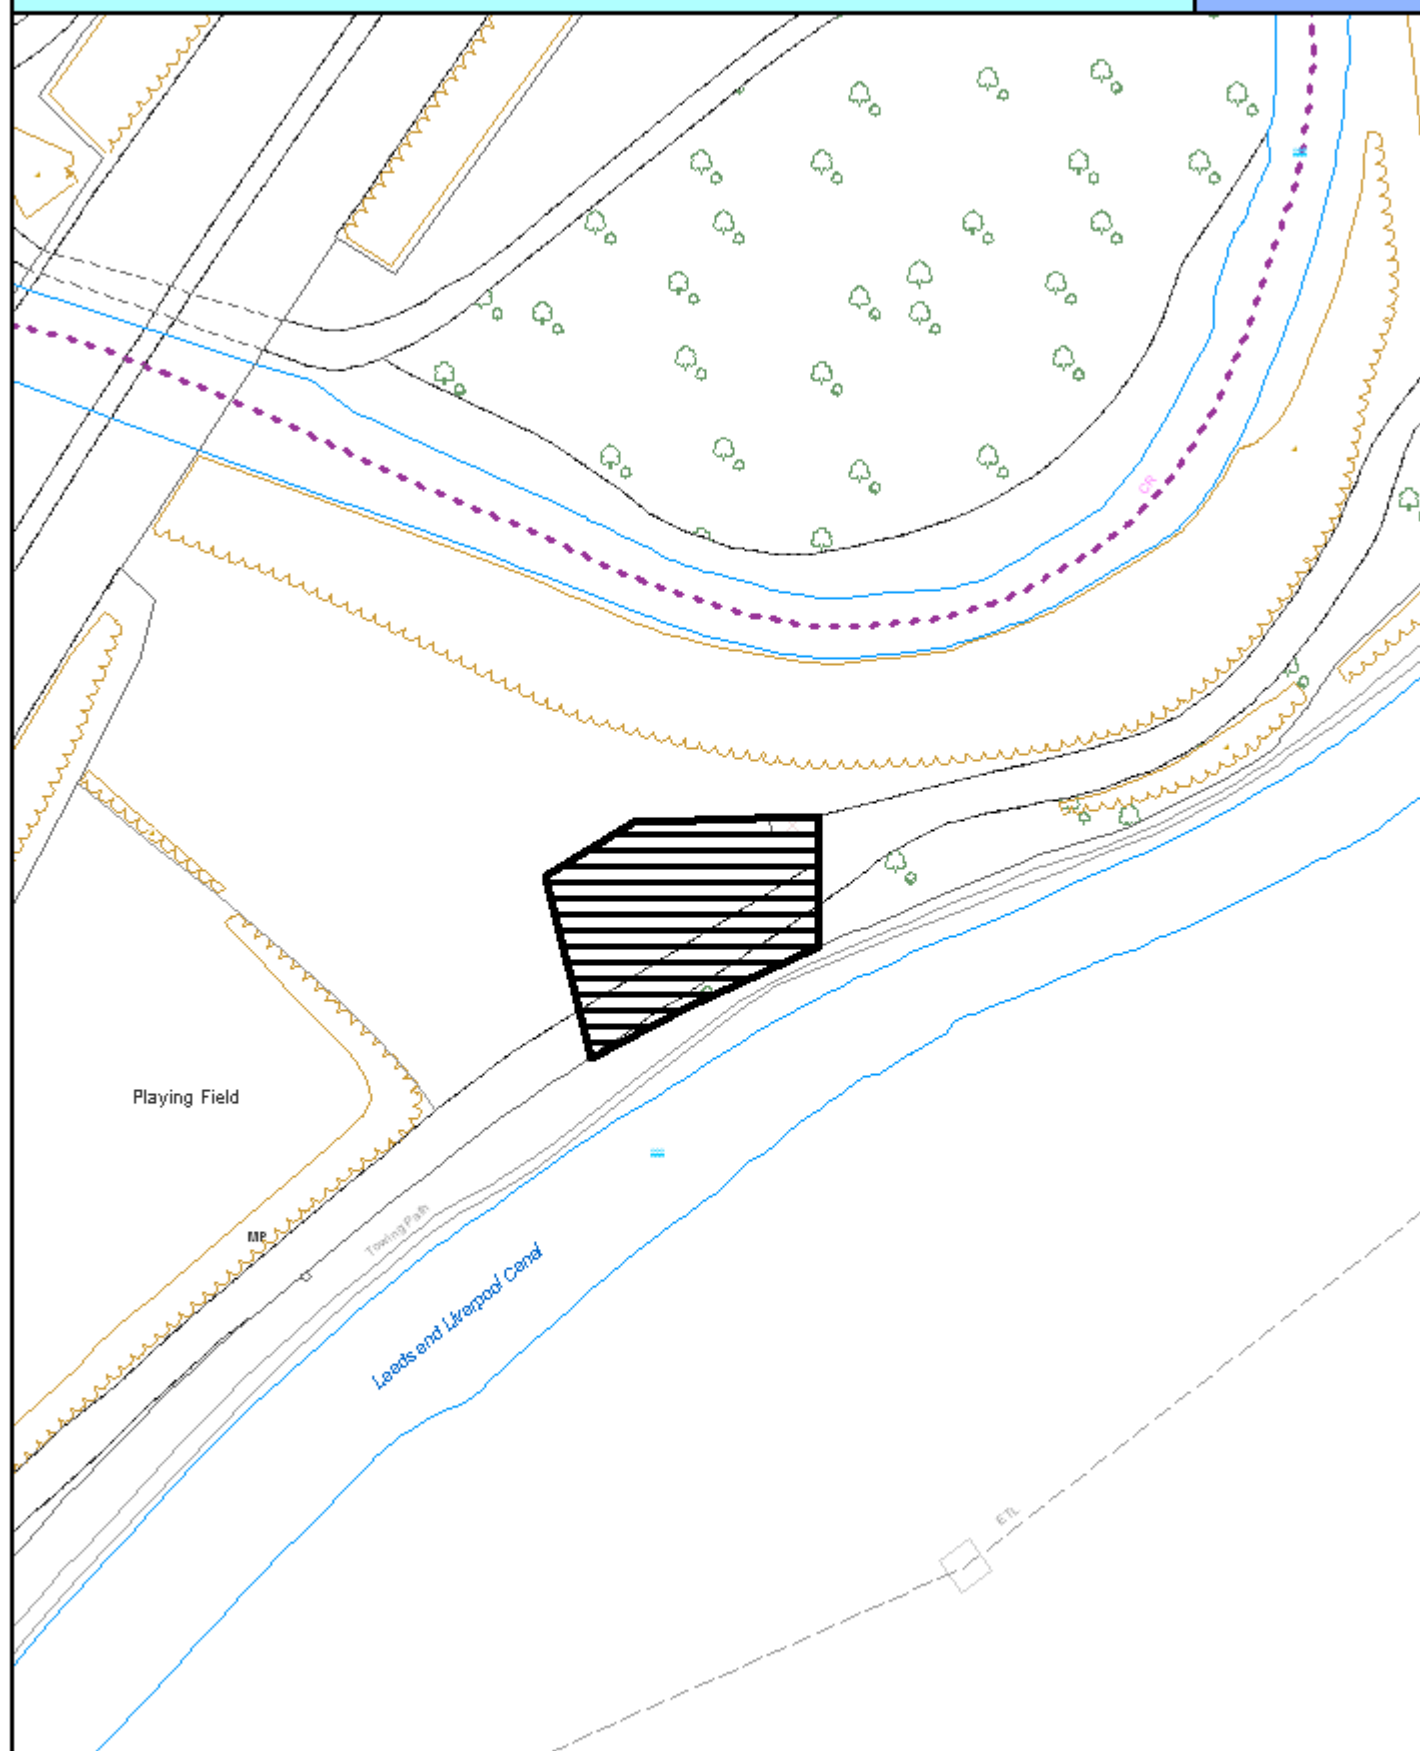 CR
Playing Field
MP
Towing Path
Leeds and Liverpool Canal
ETL